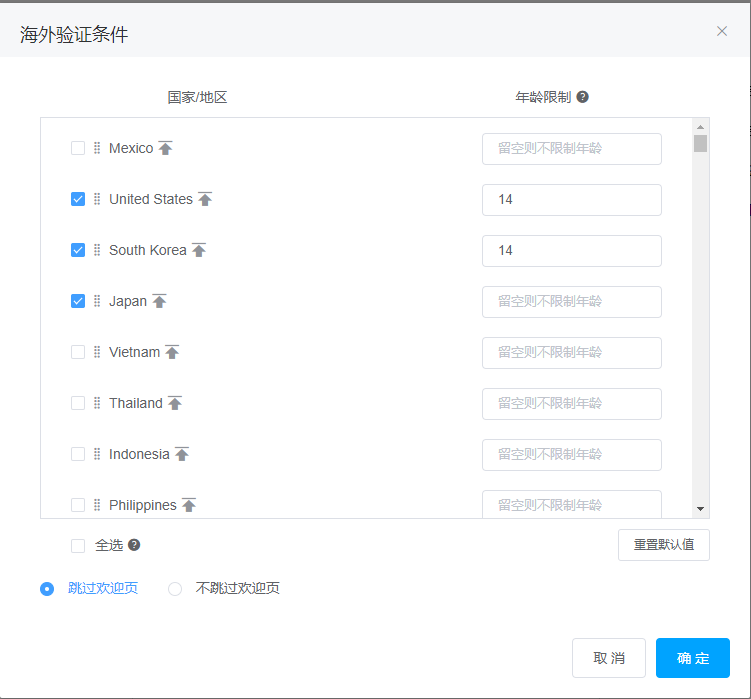 海外验证条件
国家/地区 年龄限制
Mexico 留空则不限制年龄
United States 14
South Korea 14
Japan 留空则不限制年龄
Vietnam 留空则不限制年龄
Thailand 留空则不限制年龄
Indonesia 留空则不限制年龄
Philippines 留空则不限制年龄
全选 重置默认值
跳过欢迎页 不跳过欢迎页
取 消 确 定